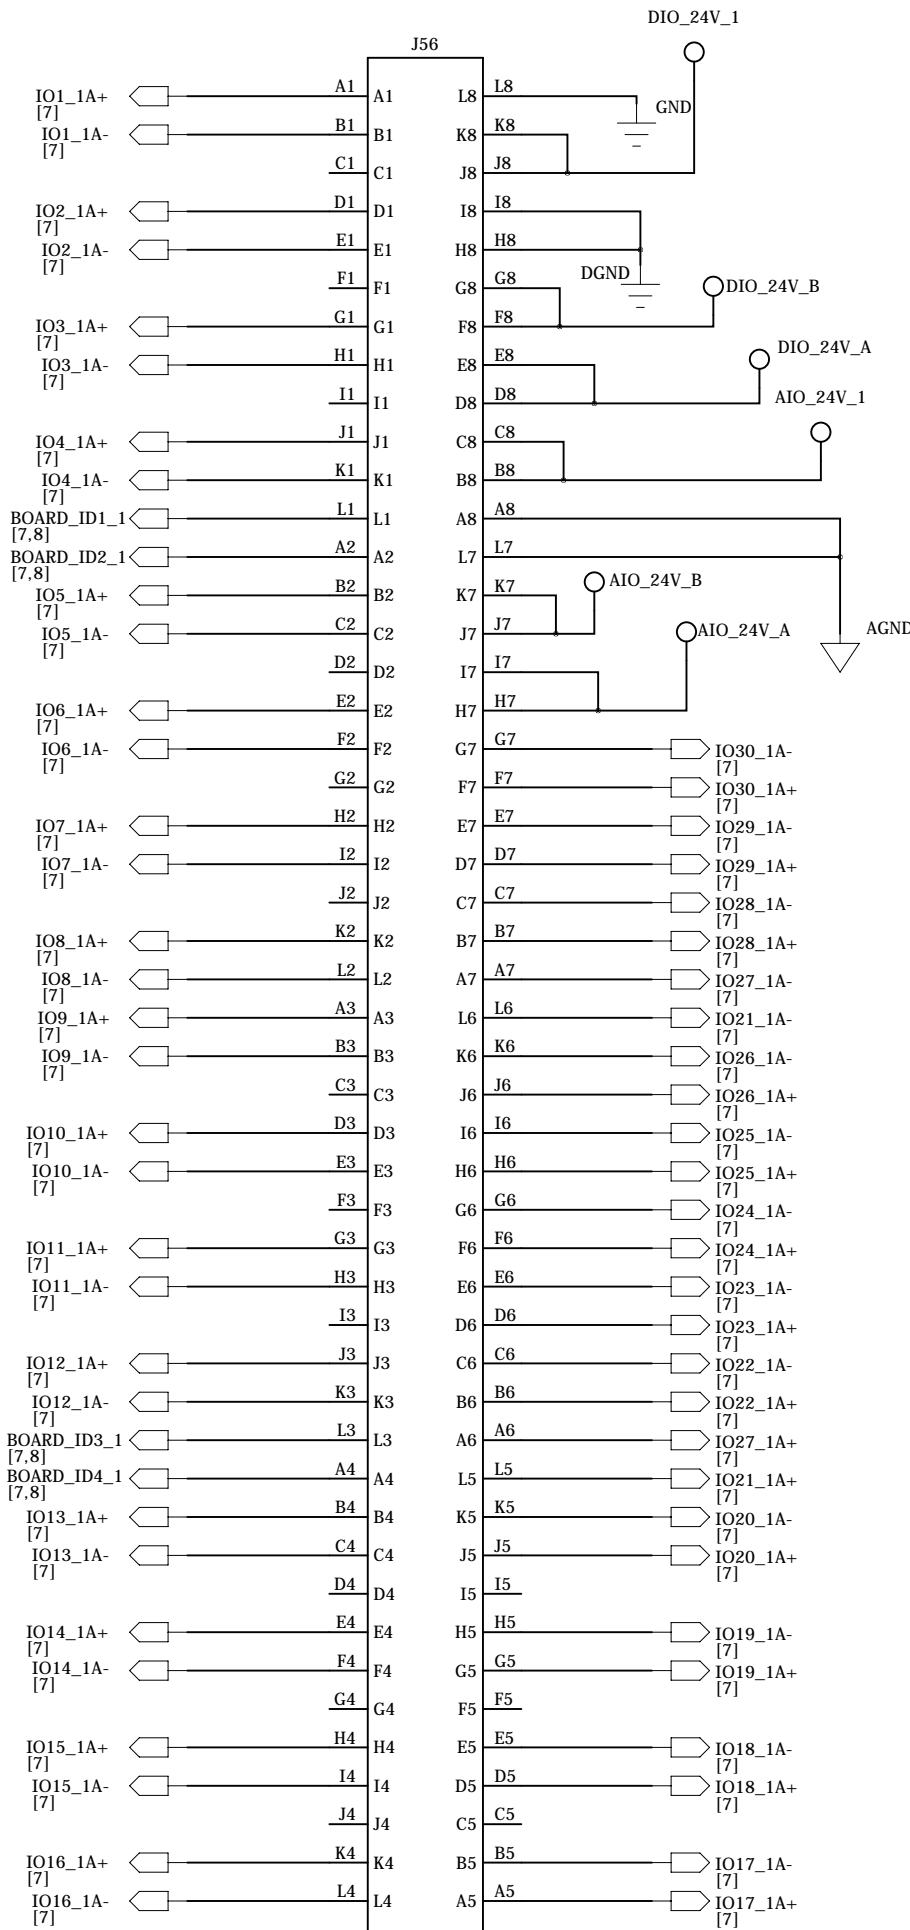 DIO_24V_1
J56
IO1_1A+ A1 A1 L8 L8
[7] GND
IO1_1A- B1 B1 K8 K8
[7]
C1 C1 J8 J8
IO2_1A+ D1 D1 I8 I8
[7]
IO2_1A- E1 E1 H8 H8
[7] DGND
F1 F1 G8 G8 DIO_24V_B
IO3_1A+ G1 G1 F8 F8
[7]
IO3_1A- H1 H1 E8 E8 DIO_24V_A
[7]
I1 I1 D8 D8 AIO_24V_1
IO4_1A+ J1 J1 C8 C8
[7]
IO4_1A- K1 K1 B8 B8
[7]
BOARD_ID1_1 L1 L1 A8 A8
[7,8]
BOARD_ID2_1 A2 A2 L7 L7
[7,8] AIO_24V_B
IO5_1A+ B2 B2 K7 K7
[7]
IO5_1A- C2 C2 J7 J7 AIO_24V_A AGND
[7]
D2 D2 I7 I7
IO6_1A+ E2 E2 H7 H7
[7]
IO6_1A- F2 F2 G7 G7 IO30_1A-
[7] [7]
G2 G2 F7 F7 IO30_1A+
[7]
IO7_1A+ H2 H2 E7 E7 IO29_1A-
[7] [7]
IO7_1A- I2 I2 D7 D7 IO29_1A+
[7] [7]
J2 J2 C7 C7 IO28_1A-
[7]
IO8_1A+ K2 K2 B7 B7 IO28_1A+
[7] [7]
IO8_1A- L2 L2 A7 A7 IO27_1A-
[7] [7]
IO9_1A+ A3 A3 L6 L6 IO21_1A-
[7] [7]
IO9_1A- B3 B3 K6 K6 IO26_1A-
[7] [7]
C3 C3 J6 J6 IO26_1A+
[7]
IO10_1A+ D3 D3 I6 I6 IO25_1A-
[7] [7]
IO10_1A- E3 E3 H6 H6 IO25_1A+
[7] [7]
F3 F3 G6 G6 IO24_1A-
[7]
IO11_1A+ G3 G3 F6 F6 IO24_1A+
[7] [7]
IO11_1A- H3 H3 E6 E6 IO23_1A-
[7] [7]
I3 I3 D6 D6 IO23_1A+
[7]
IO12_1A+ J3 J3 C6 C6 IO22_1A-
[7] [7]
IO12_1A- K3 K3 B6 B6 IO22_1A+
[7] [7]
BOARD_ID3_1 L3 L3 A6 A6 IO27_1A+
[7,8] [7]
BOARD_ID4_1 A4 A4 L5 L5 IO21_1A+
[7,8] [7]
IO13_1A+ B4 B4 K5 K5 IO20_1A-
[7] [7]
IO13_1A- C4 C4 J5 J5 IO20_1A+
[7] [7]
D4 D4 I5 I5
IO14_1A+ E4 E4 H5 H5 IO19_1A-
[7] [7]
IO14_1A- F4 F4 G5 G5 IO19_1A+
[7] [7]
G4 G4 F5 F5
IO15_1A+ H4 H4 E5 E5 IO18_1A-
[7] [7]
IO15_1A- I4 I4 D5 D5 IO18_1A+
[7] [7]
J4 J4 C5 C5
IO16_1A+ K4 K4 B5 B5 IO17_1A-
[7] [7]
IO16_1A- L4 L4 A5 A5 IO17_1A+
[7] [7]